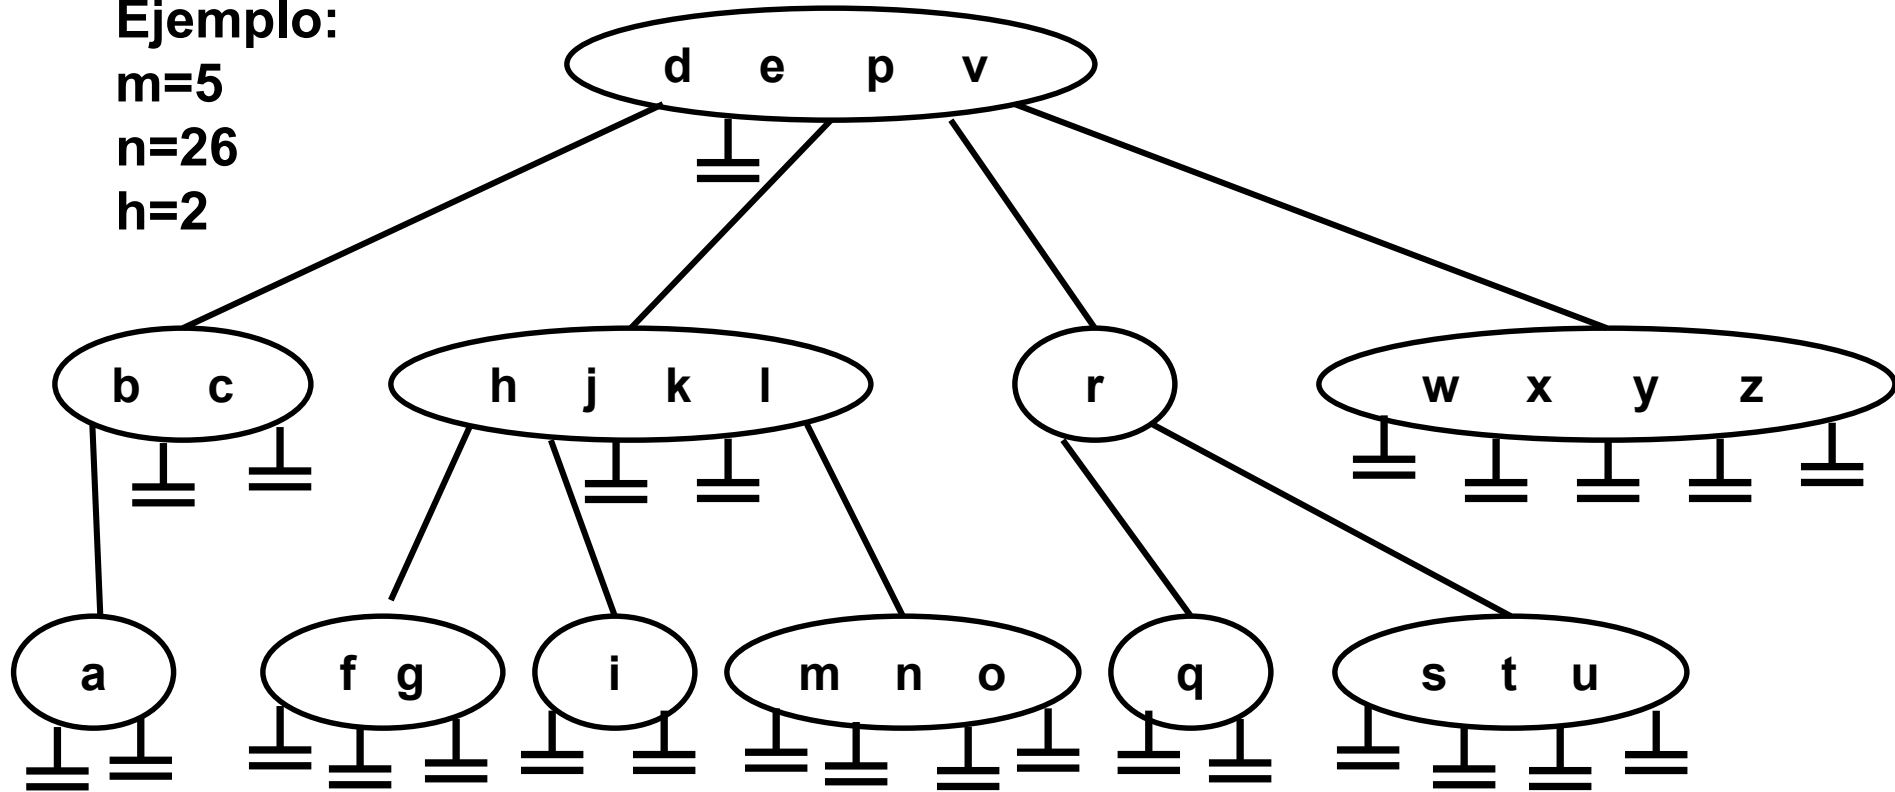 Ejemplo:
m=5
n=26
h=2
d e p v
b c
h j k l
r
w x y z
a
f g
i
m n o
q
s t u